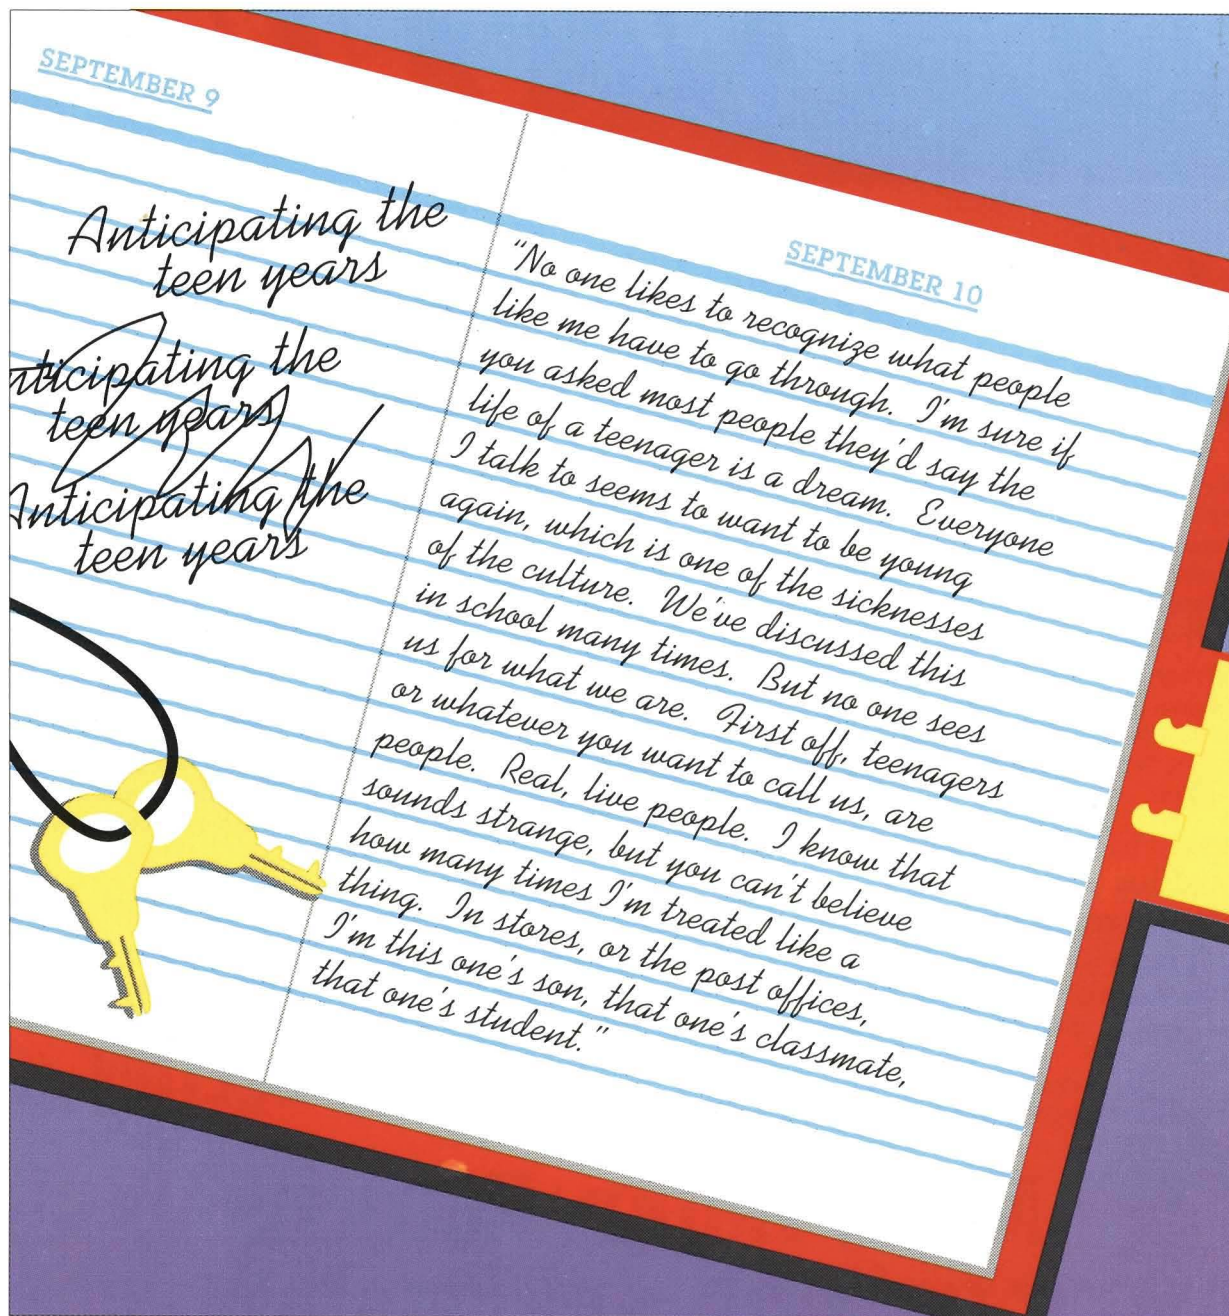 SEPTEMBER 9
Anticipating the
teen years
nticipating the
teen years
Anticipating the
teen years
SEPTEMBER 10
"No one likes to recognize what people
like me have to go through. I'm sure if
you asked most people they'd say the
life of a teenager is a dream. Everyone
I talk to seems to want to be young
again, which is one of the sicknesses
of the culture. We've discussed this
in school many times. But no one sees
us for what we are. First off, teenagers
or whatever you want to call us, are
people. Real, live people. I know that
sounds strange, but you can't believe
how many times I'm treated like a
thing. In stores, or the post offices,
I'm this one's son, that one's classmate,
that one's student."